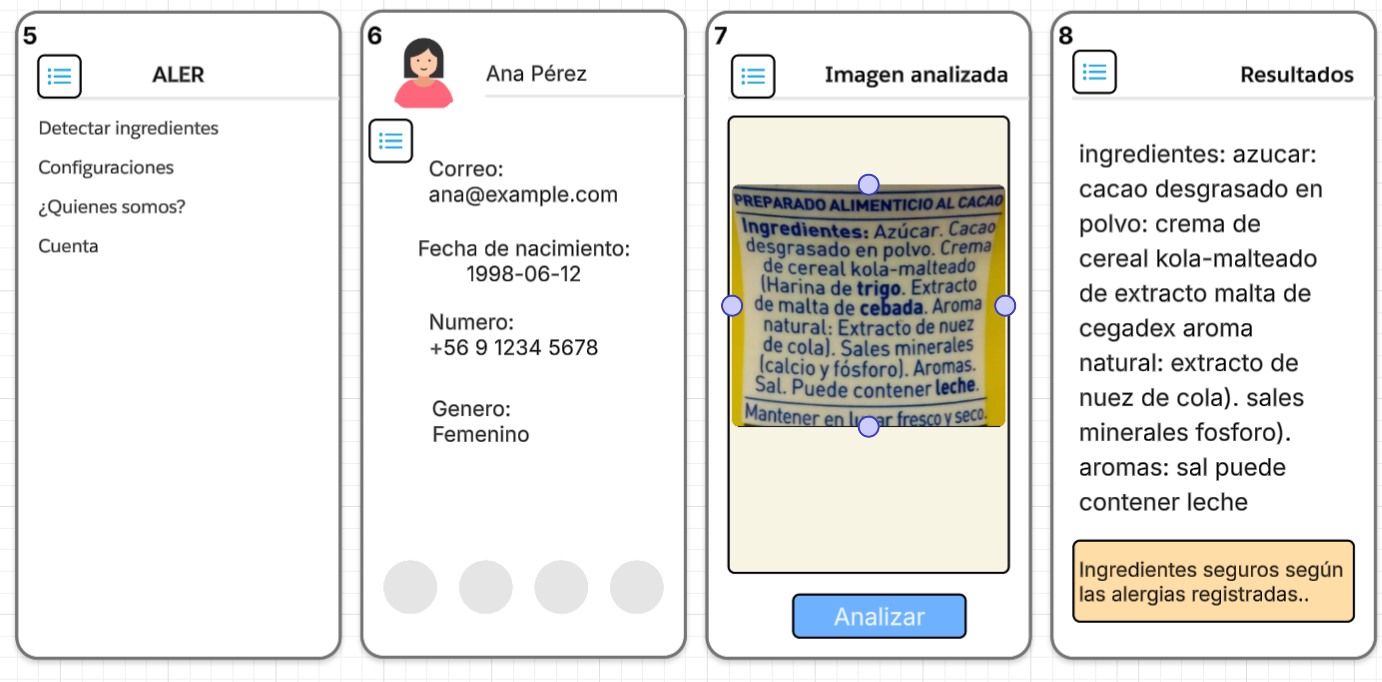 5
ALER
Detectar ingredientes
Configuraciones
¿Quienes somos?
Cuenta
6
Ana Pérez
Correo:
ana@example.com
Fecha de nacimiento:
1998-06-12
Numero:
+56 9 1234 5678
Genero:
Femenino
7
Imagen analizada
PREPARADO ALIMENTICIO AL CACAO
Ingredientes: Azúcar. Cacao
desgrasado en polvo. Crema
de cereal kola-malteado
(Harina de trigo. Extracto
de malta de cebada. Aroma
natural: Extracto de nuez
de cola). Sales minerales
(calcio y fósforo). Aromas.
Sal. Puede contener leche.
Mantener en lugar fresco y seco.
Analizar
8
Resultados
ingredientes: azucar:
cacao desgrasado en
polvo: crema de
cereal kola-malteado
de extracto malta de
cegadex aroma
natural: extracto de
nuez de cola). sales
minerales fosforo).
aromas: sal puede
contener leche
Ingredientes seguros según
las alergias registradas..